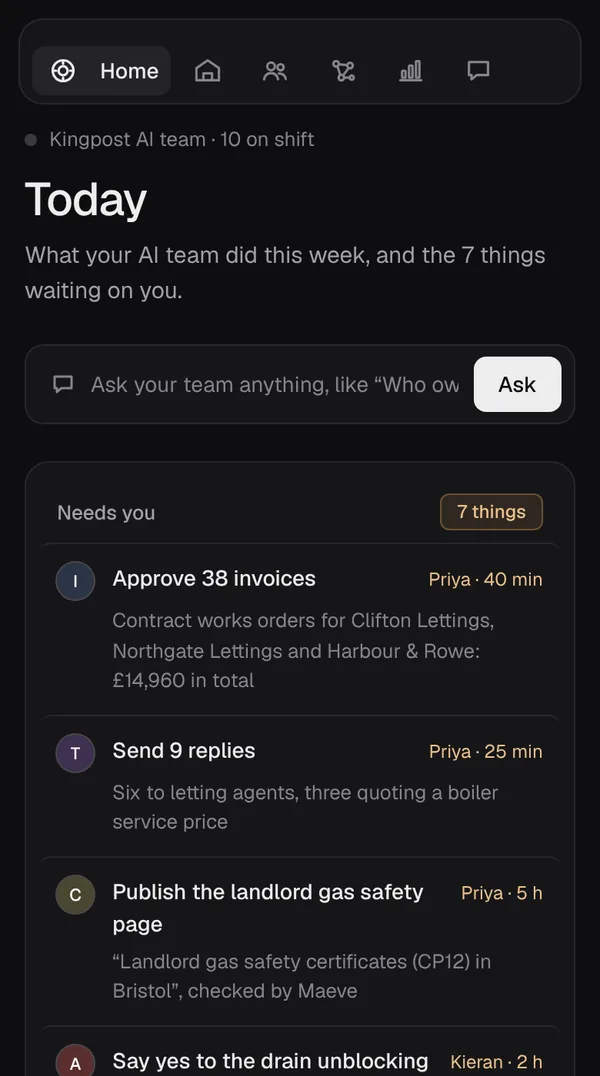 Home
Kingpost AI team · 10 on shift
Today
What your AI team did this week, and the 7 things
waiting on you.
Ask your team anything, like “Who ow
Ask
Needs you
7 things
I
Approve 38 invoices
Priya · 40 min
Contract works orders for Clifton Lettings,
Northgate Lettings and Harbour & Rowe:
£14,960 in total
T
Send 9 replies
Priya · 25 min
Six to letting agents, three quoting a boiler
service price
C
Publish the landlord gas safety
page
Priya · 5 h
“Landlord gas safety certificates (CP12) in
Bristol”, checked by Maeve
A
Say yes to the drain unblocking
Kieran · 2 h